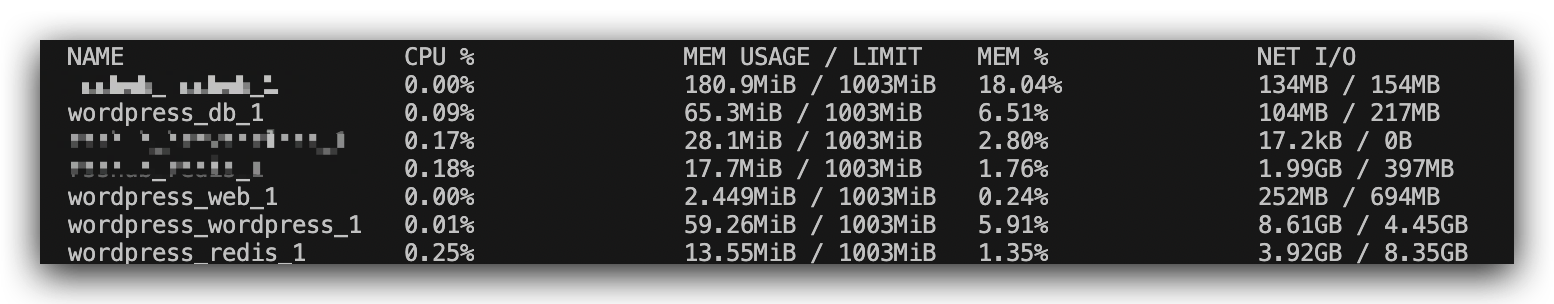 NAME CPU % MEM USAGE / LIMIT MEM % NET I/O
0.00% 180.9MiB / 1003MiB 18.04% 134MB / 154MB
wordpress_db_1 0.09% 65.3MiB / 1003MiB 6.51% 104MB / 217MB
0.17% 28.1MiB / 1003MiB 2.80% 17.2kB / 0B
0.18% 17.7MiB / 1003MiB 1.76% 1.99GB / 397MB
wordpress_web_1 0.00% 2.449MiB / 1003MiB 0.24% 252MB / 694MB
wordpress_wordpress_1 0.01% 59.26MiB / 1003MiB 5.91% 8.61GB / 4.45GB
wordpress_redis_1 0.25% 13.55MiB / 1003MiB 1.35% 3.92GB / 8.35GB